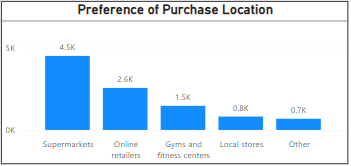 Preference of Purchase Location
5K
4.5K
2.6K
1.5K
0.8K
0.7K
0K
Supermarkets
Online
retailers
Gyms and
fitness centers
Local stores
Other